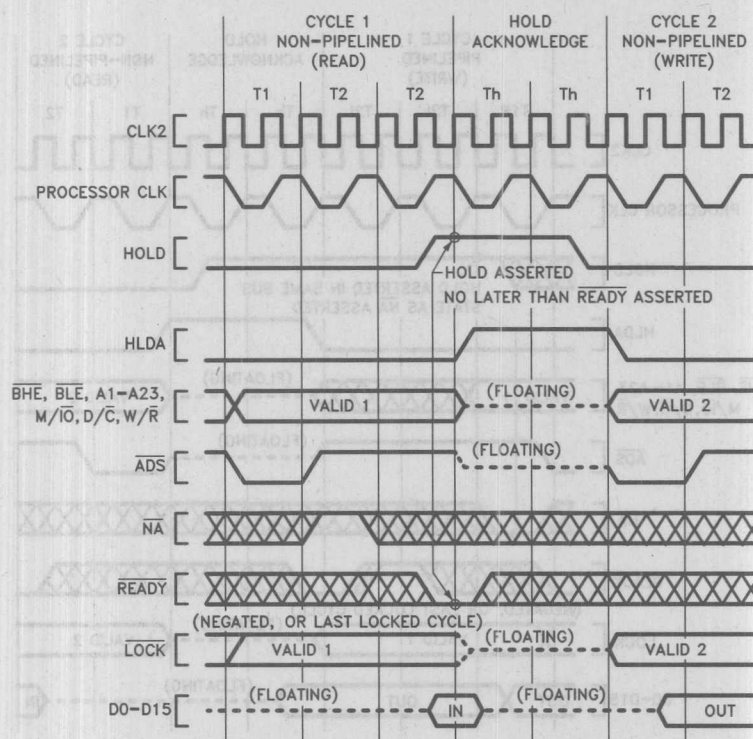 CYCLE 1 HOLD CYCLE 2
NON-PIPELINED ACKNOWLEDGE NON-PIPELINED
(READ) (WRITE)
T1 T2 T2 Th Th T1 T2
CLK2
PROCESSOR CLK
HOLD
HOLD ASSERTED
NO LATER THAN READY ASSERTED
HLDA
BHE, BLE, A1-A23,
M/IO, D/C, W/R
VALID 1 (FLOATING) VALID 2
ADS (FLOATING)
NA
READY
(NEGATED, OR LAST LOCKED CYCLE)
LOCK VALID 1 (FLOATING) VALID 2
D0-D15 (FLOATING) IN (FLOATING) OUT